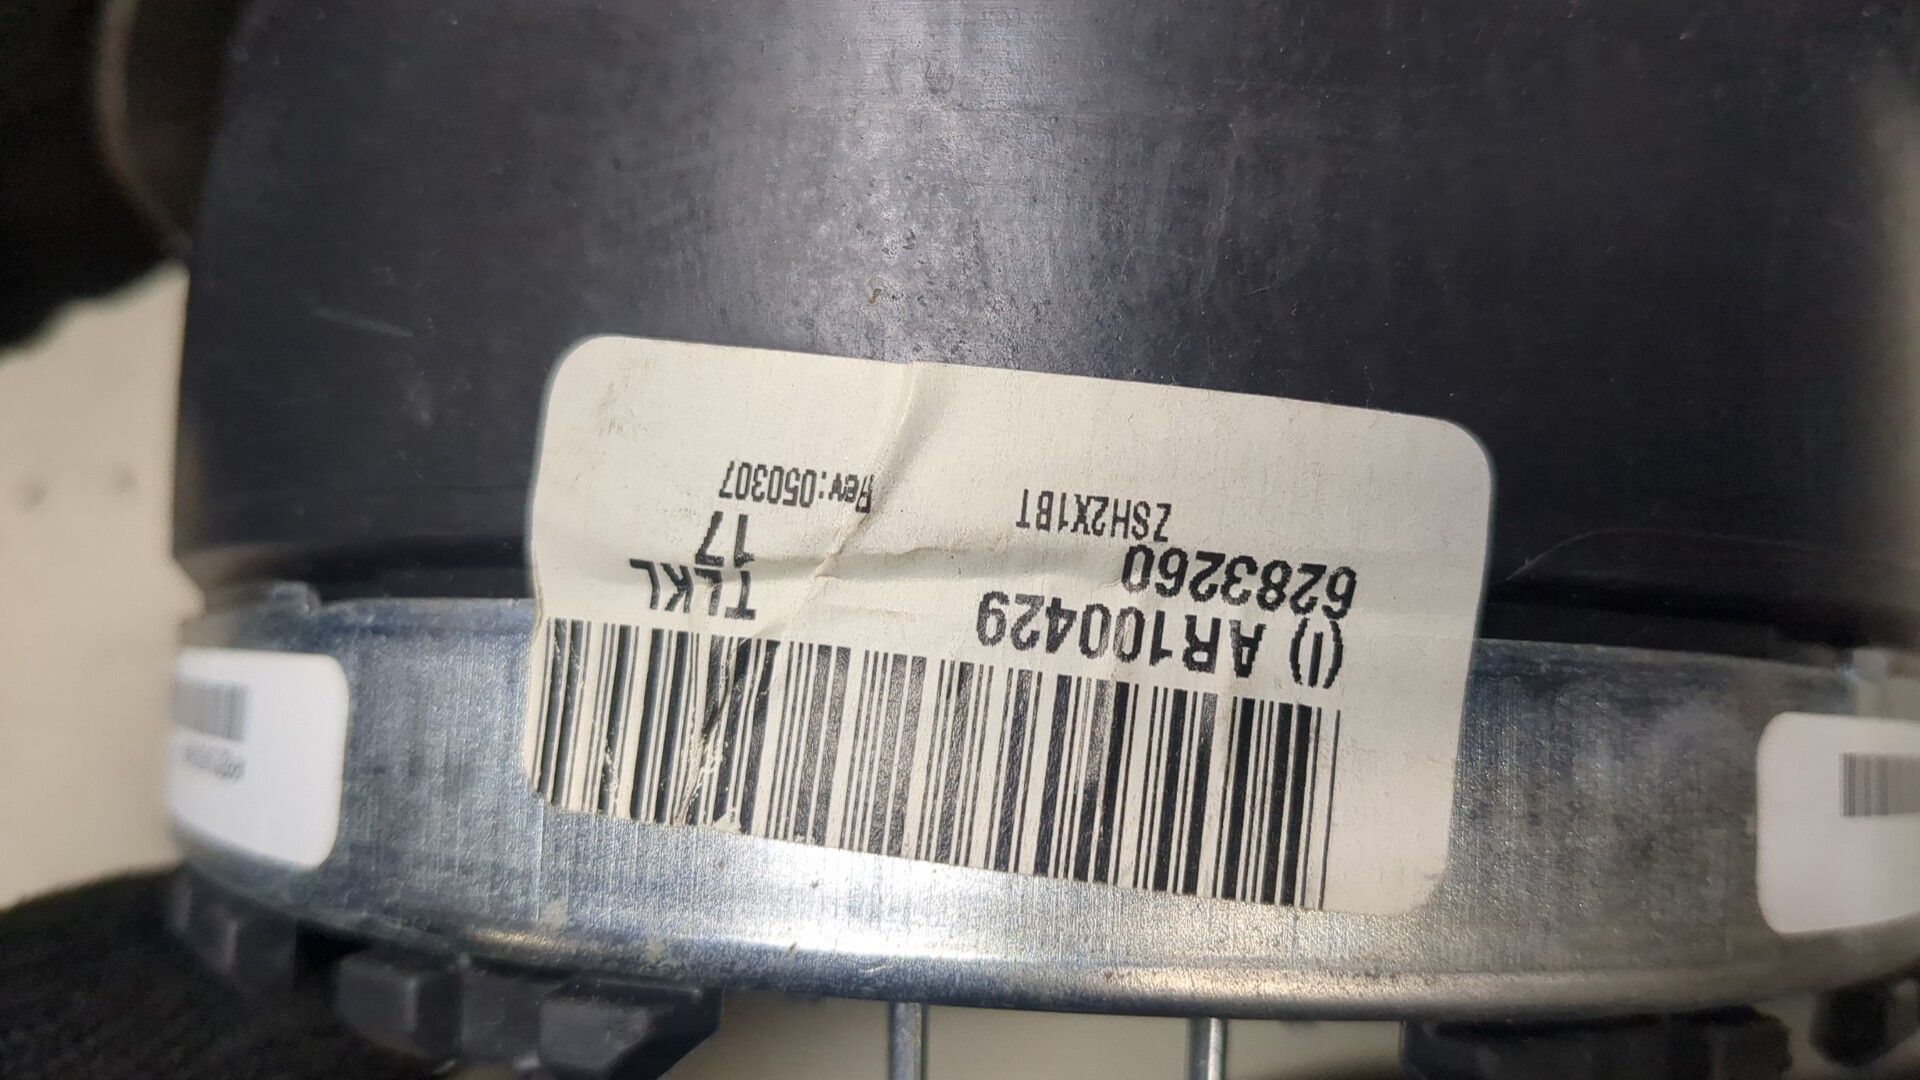 (I) AR100429
6283260
ZSH2X1BT
TLKL
17
Rev:050307